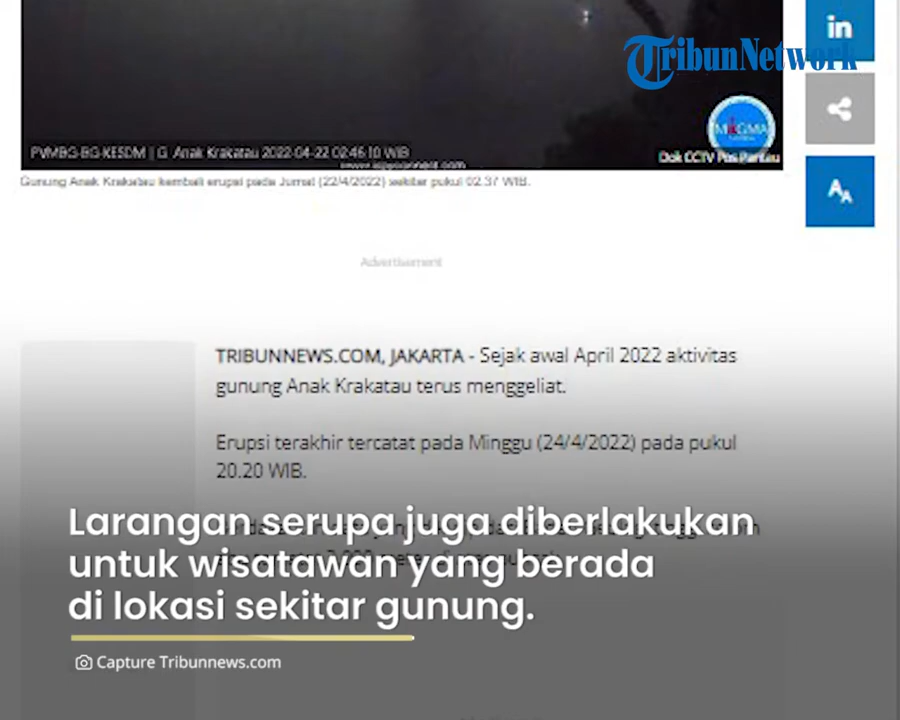 in
TribunNetwork
MAGMA
PVMBG-BG-KESDM | G. Anak Krakatau 2022-04-22 02:46:10 WIB
Dok CCTV Pos Pantau
Gunung Anak Krakatau kembali erupsi pada Jumat (22/4/2022) sekitar pukul 02.37 WIB.
AA
Advertisement
TRIBUNNEWS.COM, JAKARTA - Sejak awal April 2022 aktivitas
gunung Anak Krakatau terus menggeliat.
Erupsi terakhir tercatat pada Minggu (24/4/2022) pada pukul
20.20 WIB.
Larangan serupa juga diberlakukan
untuk wisatawan yang berada
di lokasi sekitar gunung.
Capture Tribunnews.com